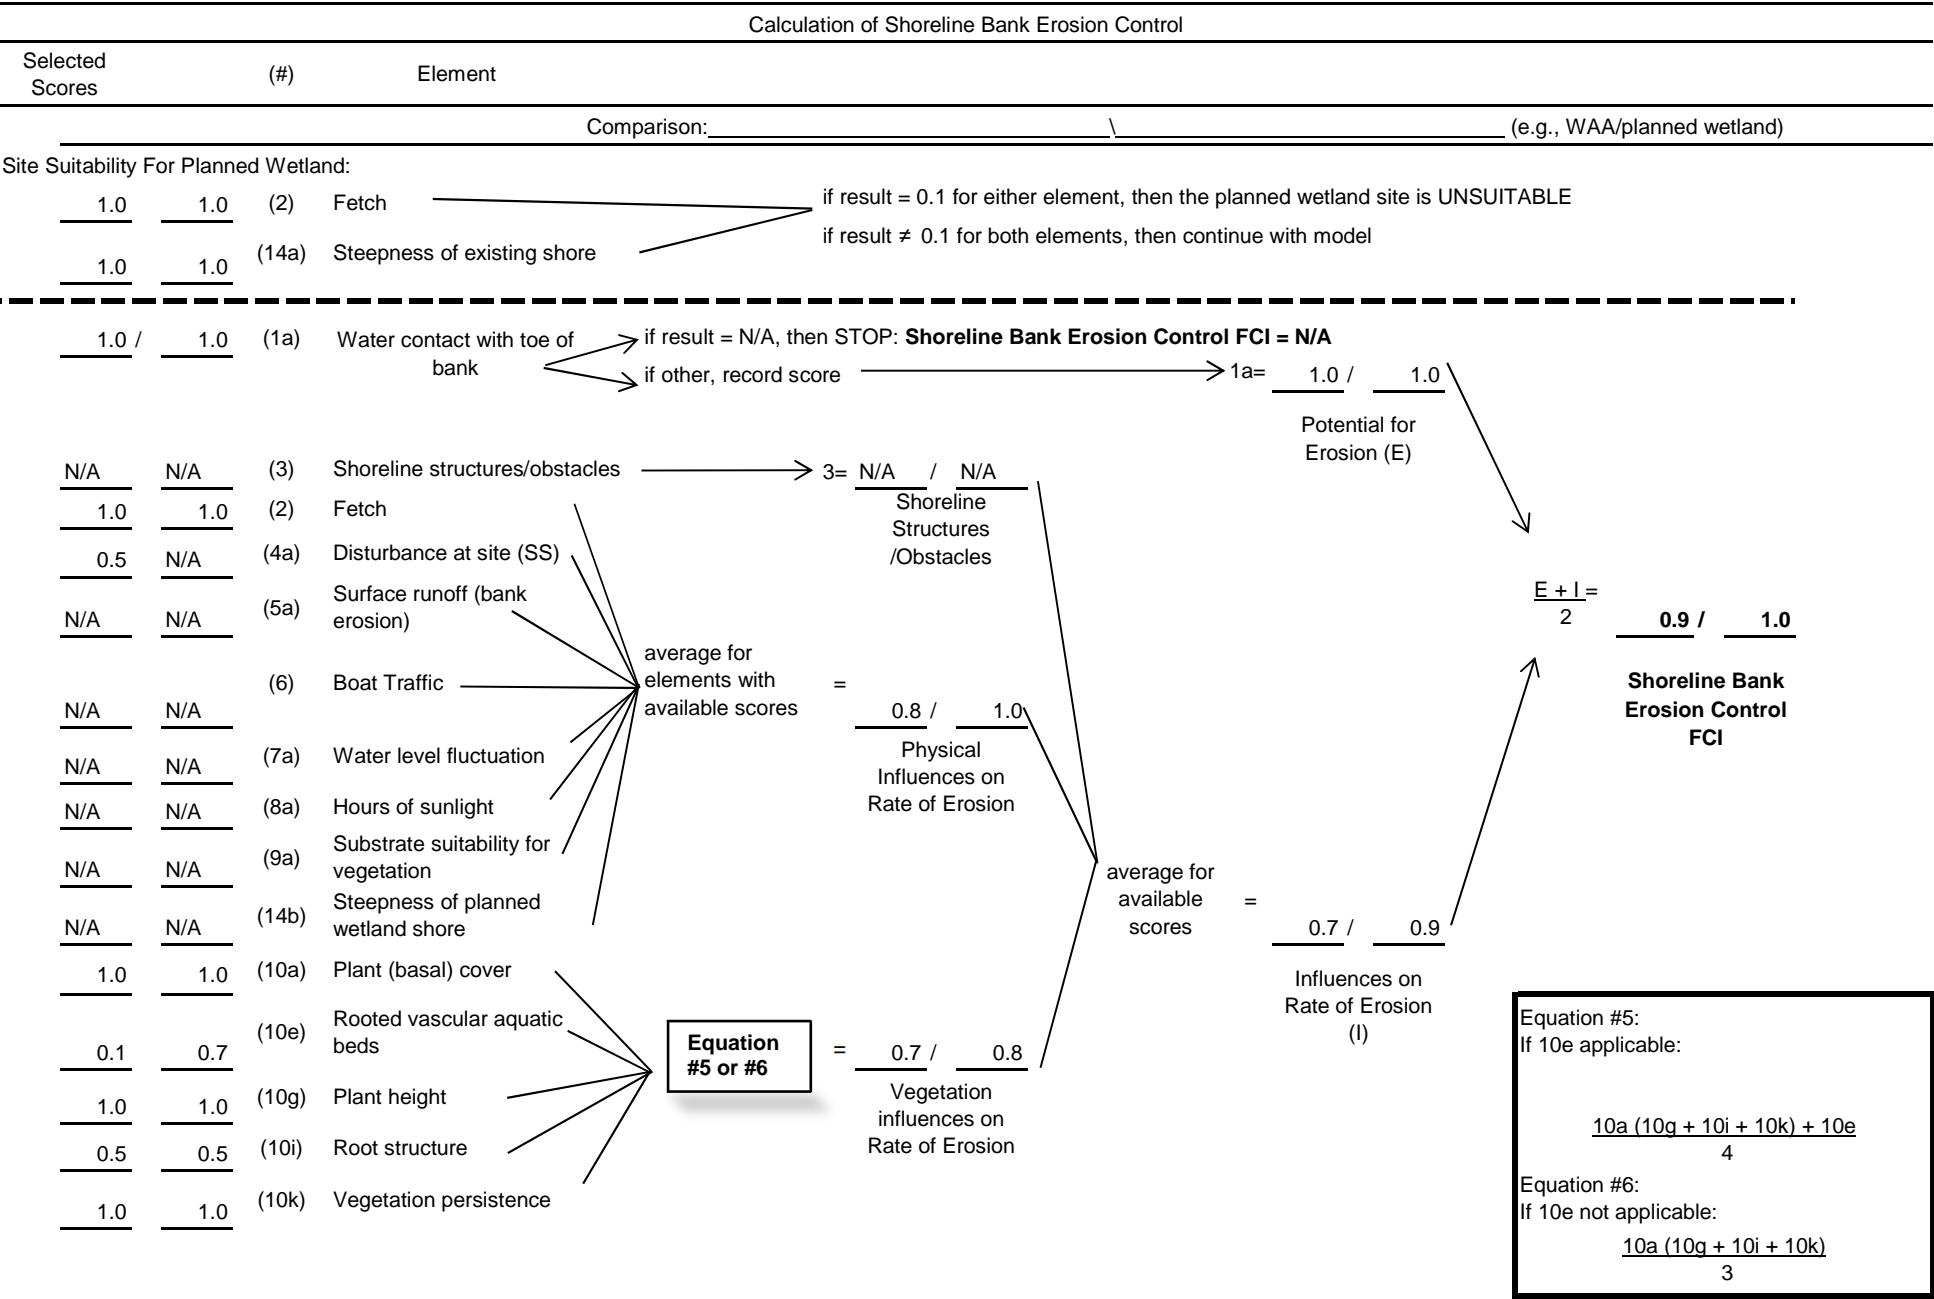 Calculation of Shoreline Bank Erosion Control
Selected
Scores
(#) Element
Comparison: \ (e.g., WAA/planned wetland)
Site Suitability For Planned Wetland:
1.0 1.0 (2) Fetch
if result = 0.1 for either element, then the planned wetland site is UNSUITABLE
if result ≠ 0.1 for both elements, then continue with model
1.0 1.0 (14a) Steepness of existing shore
1.0 / 1.0 (1a) Water contact with toe of
bank
if result = N/A, then STOP: Shoreline Bank Erosion Control FCI = N/A
if other, record score
1a= 1.0 / 1.0
Potential for
Erosion (E)
N/A N/A (3) Shoreline structures/obstacles
3= N/A / N/A
Shoreline
Structures
/Obstacles
1.0 1.0 (2) Fetch
0.5 N/A (4a) Disturbance at site (SS)
N/A N/A (5a) Surface runoff (bank
erosion)
N/A N/A (6) Boat Traffic
N/A N/A (7a) Water level fluctuation
N/A N/A (8a) Hours of sunlight
N/A N/A (9a) Substrate suitability for
vegetation
N/A N/A (14b) Steepness of planned
wetland shore
average for
elements with
available scores
= 0.8 / 1.0
Physical
Influences on
Rate of Erosion
1.0 1.0 (10a) Plant (basal) cover
0.1 0.7 (10e) Rooted vascular aquatic
beds
1.0 1.0 (10g) Plant height
0.5 0.5 (10i) Root structure
1.0 1.0 (10k) Vegetation persistence
Equation
#5 or #6
= 0.7 / 0.8
Vegetation
influences on
Rate of Erosion
average for
available
scores
= 0.7 / 0.9
Influences on
Rate of Erosion
(I)
E + I =
2
0.9 / 1.0
Shoreline Bank
Erosion Control
FCI
Equation #5:
If 10e applicable:
10a (10g + 10i + 10k) + 10e
4
Equation #6:
If 10e not applicable:
10a (10g + 10i + 10k)
3